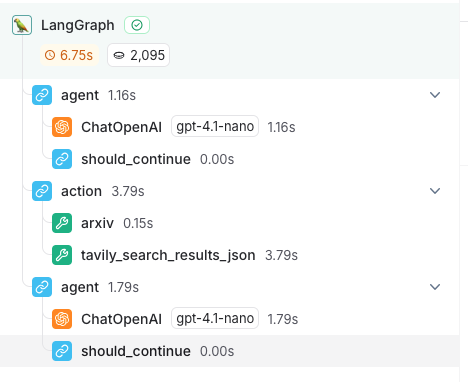 LangGraph
6.75s 2,095
agent 1.16s
ChatOpenAI gpt-4.1-nano 1.16s
should_continue 0.00s
action 3.79s
arxiv 0.15s
tavily_search_results_json 3.79s
agent 1.79s
ChatOpenAI gpt-4.1-nano 1.79s
should_continue 0.00s